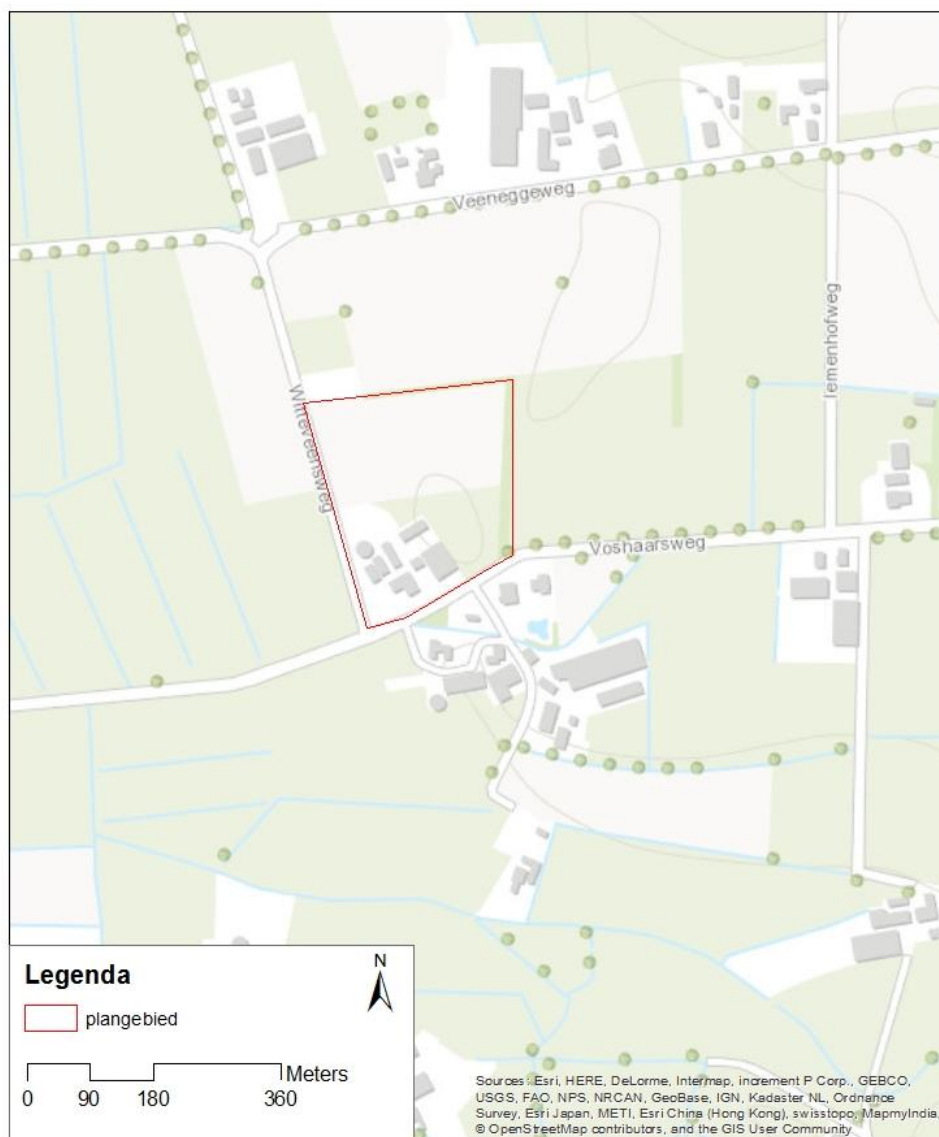 Veeneggeweg
Iemenhofweg
Witteveensweg
Voshaarsweg
Legenda
N
plangebied
Meters
0 90 180 360
Sources: Esri, HERE, DeLorme, Intermap, increment P Corp., GEBCO,
USGS, FAO, NPS, NRCAN, GeoBase, IGN, Kadaster NL, Ordnance
Survey, Esri Japan, METI, Esri China (Hong Kong), swisstopo, MapmyIndia,
© OpenStreetMap contributors, and the GIS User Community